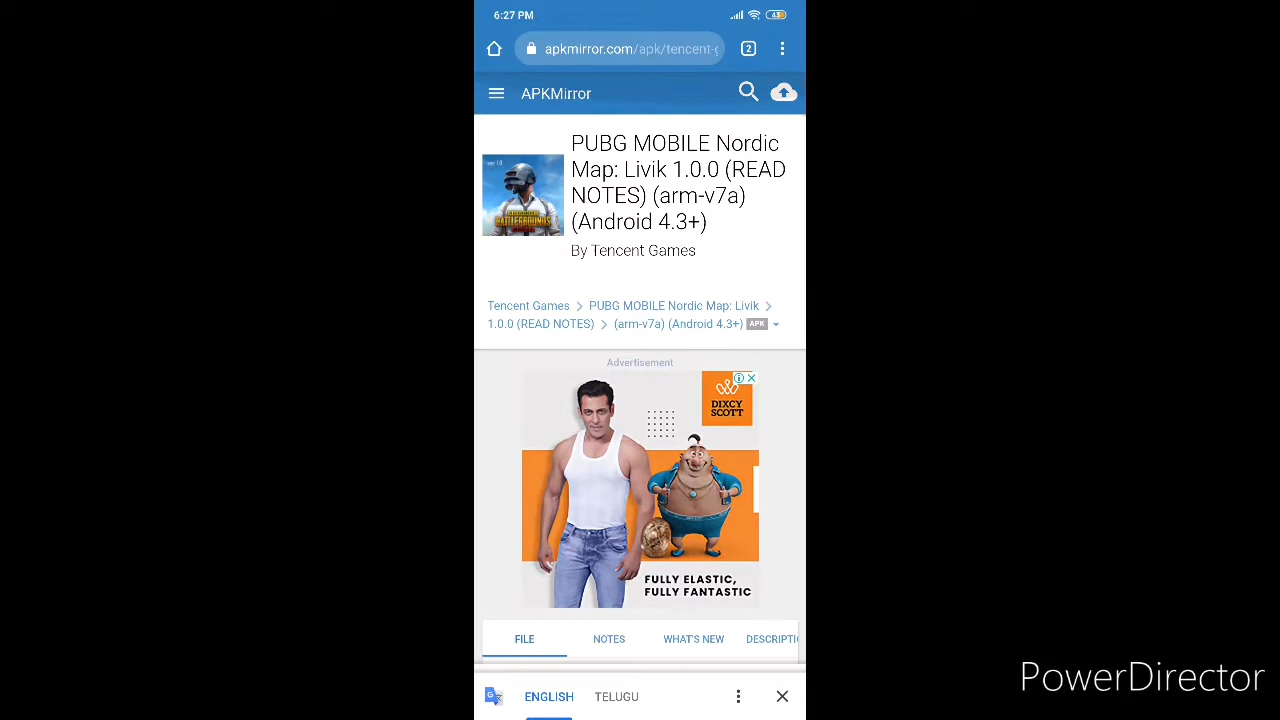 6:27 PM
43
apkmirror.com/apk/tencent-g
2
APKMirror
PUBG MOBILE Nordic
Map: Livik 1.0.0 (READ
NOTES) (arm-v7a)
(Android 4.3+)
By Tencent Games
Tencent Games > PUBG MOBILE Nordic Map: Livik >
1.0.0 (READ NOTES) > (arm-v7a) (Android 4.3+) APK
Advertisement
DIXCY
SCOTT
FULLY ELASTIC,
FULLY FANTASTIC
FILE NOTES WHAT'S NEW DESCRIPTI
ENGLISH TELUGU
PowerDirector